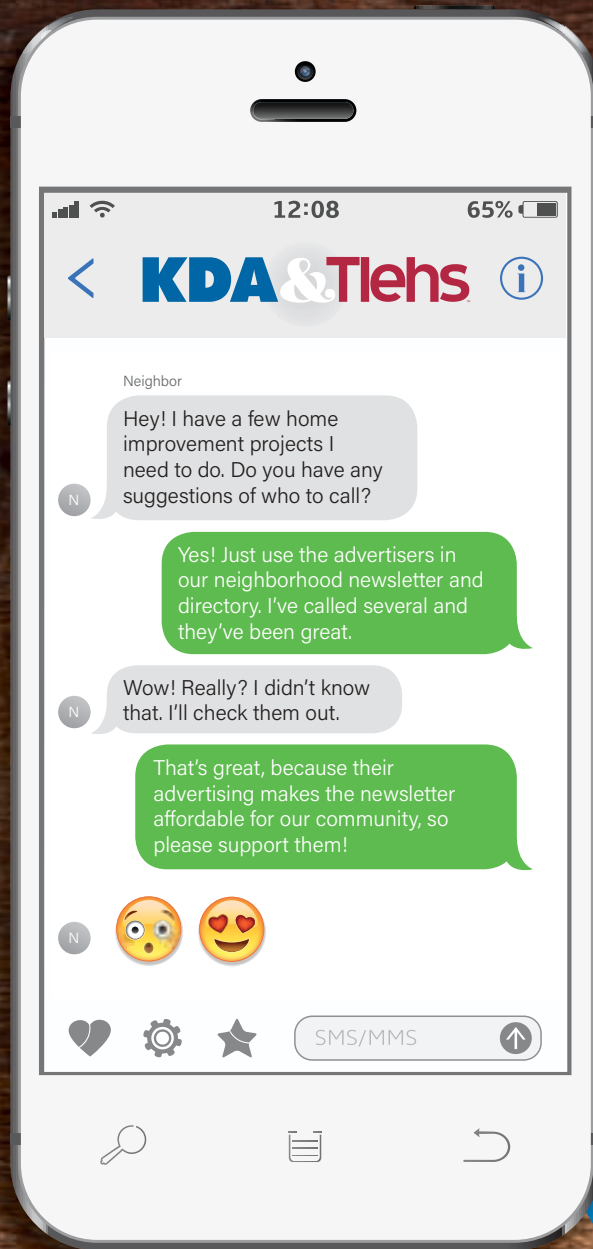 12:08
65%
KDA&Tlehs
i
Neighbor
Hey! I have a few home
improvement projects I
need to do. Do you have any
suggestions of who to call?
N
Yes! Just use the advertisers in
our neighborhood newsletter and
directory. I've called several and
they've been great.
Wow! Really? I didn't know
that. I'll check them out.
N
That's great, because their
advertising makes the newsletter
affordable for our community, so
please support them!
N
SMS/MMS